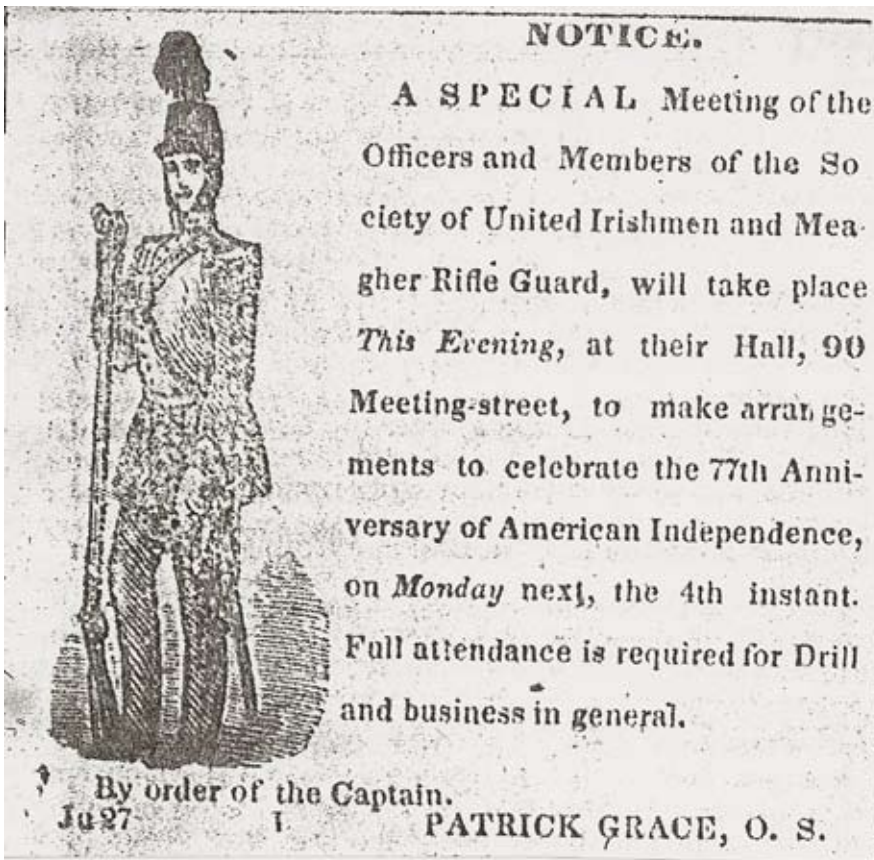 NOTICE.
A SPECIAL Meeting of the
Officers and Members of the So
ciety of United Irishmen and Mea-
gher Rifle Guard, will take place
This Evening, at their Hall, 90
Meeting-street, to make arrange-
ments to celebrate the 77th Anni-
versary of American Independence,
on Monday next, the 4th instant.
Full attendance is required for Drill
and business in general.
By order of the Captain.
Ju 27 1 PATRICK GRACE, O. S.